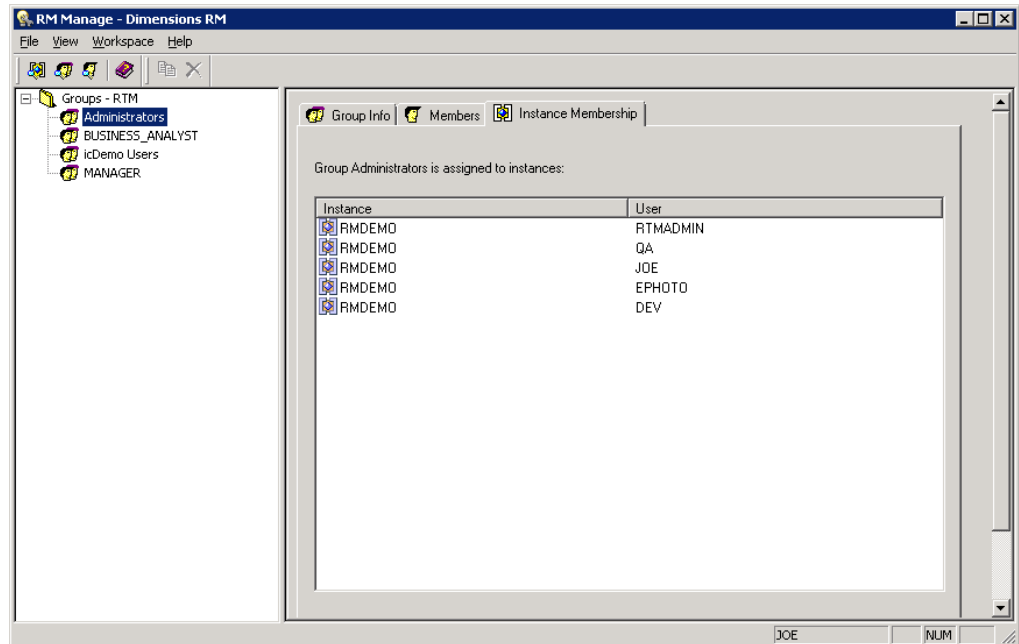 RM Manage - Dimensions RM
File View Workspace Help
Groups - RTM
Administrators
BUSINESS_ANALYST
icDemo Users
MANAGER
Group Info Members Instance Membership
Group Administrators is assigned to instances:
Instance User
RMDEMO RTMADMIN
RMDEMO QA
RMDEMO JOE
RMDEMO EPHOTO
RMDEMO DEV
JOE NUM